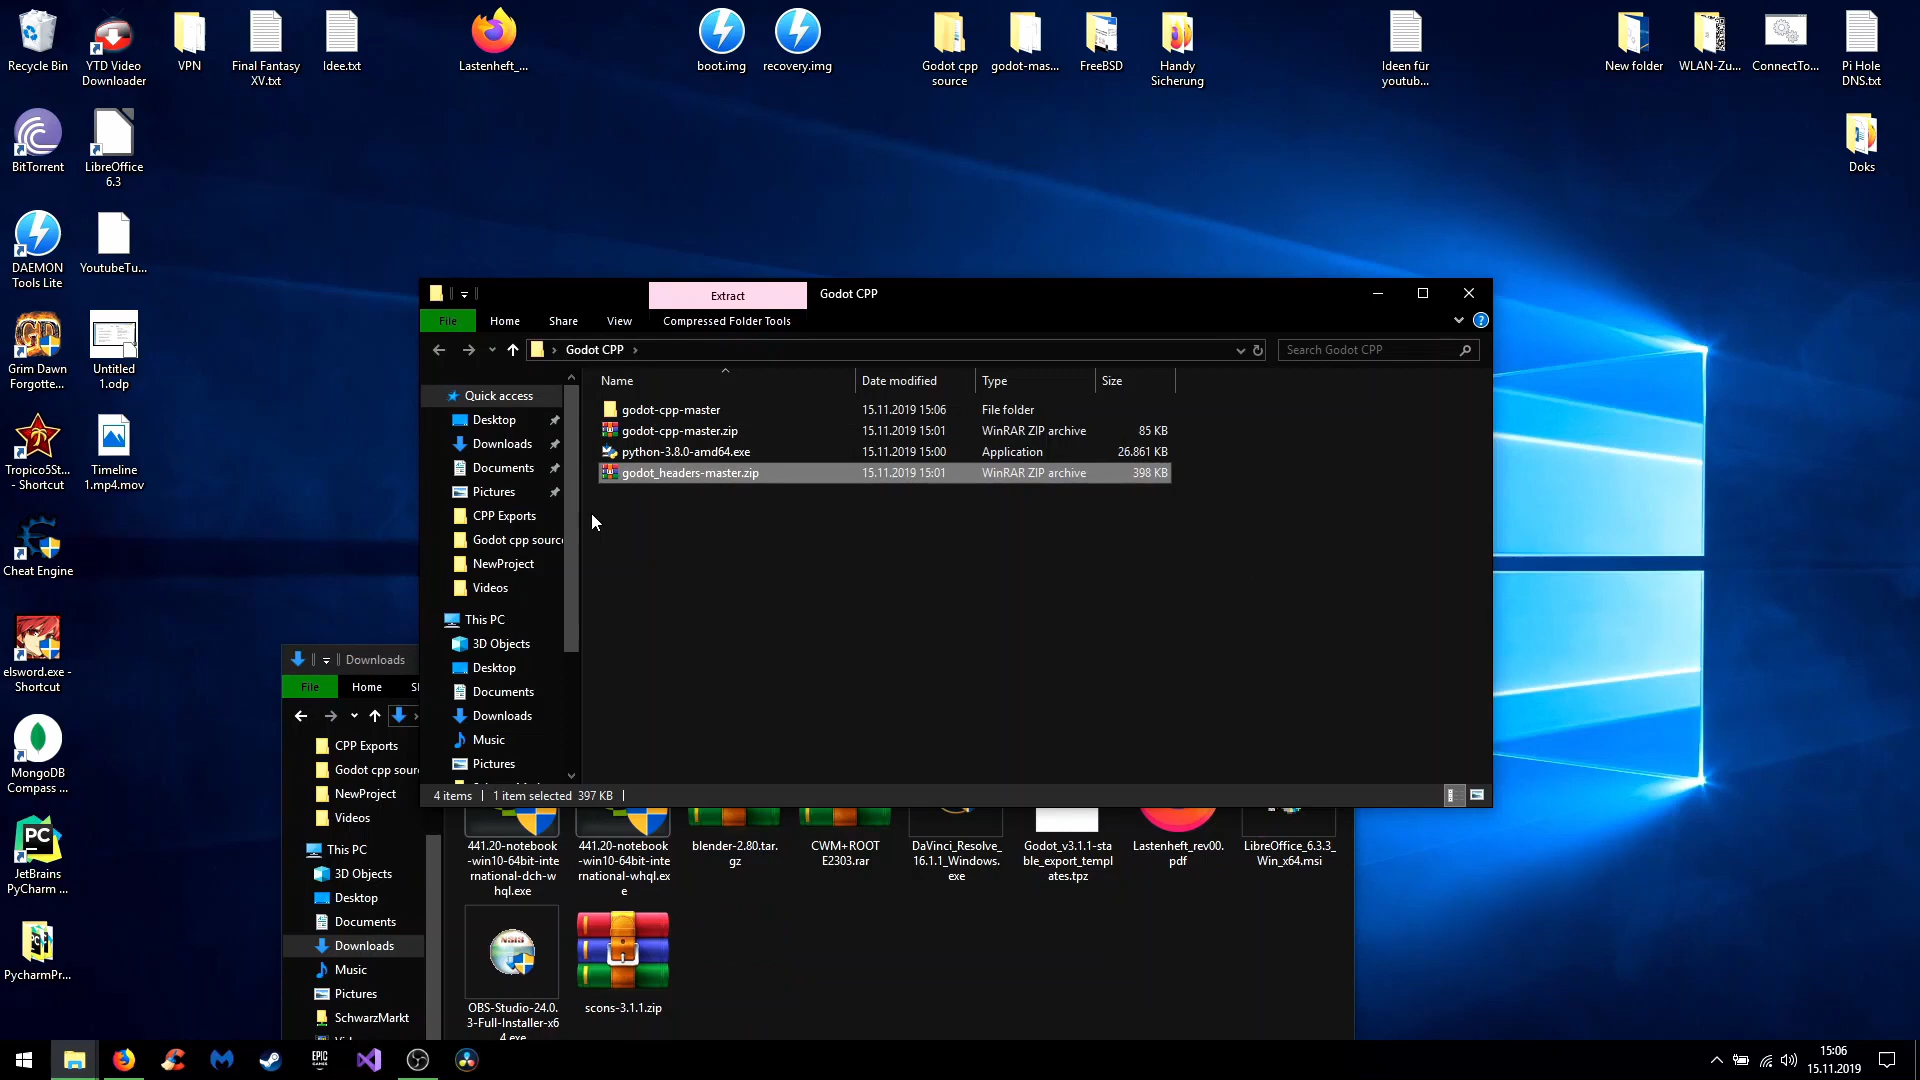 Recycle Bin
YTD Video
Downloader
VPN
Final Fantasy
XV.txt
Idee.txt
Lastenheft_...
boot.img
recovery.img
Godot cpp
source
godot-mas...
FreeBSD
Handy
Sicherung
Ideen für
youtub...
New folder
WLAN-Zu...
ConnectTo...
Pi Hole
DNS.txt
BitTorrent
LibreOffice
6.3
Doks
DAEMON
Tools Lite
YoutubeTu...
Grim Dawn
Forgotte...
Untitled
1.odp
Tropico5St...
- Shortcut
Timeline
1.mp4.mov
Cheat Engine
elsword.exe -
Shortcut
MongoDB
Compass ...
JetBrains
PyCharm ...
PycharmPr...
Extract
Godot CPP
File
Home
Share
View
Compressed Folder Tools
Godot CPP
Search Godot CPP
Name
Date modified
Type
Size
godot-cpp-master
15.11.2019 15:06
File folder
godot-cpp-master.zip
15.11.2019 15:01
WinRAR ZIP archive
85 KB
python-3.8.0-amd64.exe
15.11.2019 15:00
Application
26.861 KB
godot_headers-master.zip
15.11.2019 15:01
WinRAR ZIP archive
398 KB
Quick access
Desktop
Downloads
Documents
Pictures
CPP Exports
Godot cpp source
NewProject
Videos
This PC
3D Objects
Desktop
Documents
Downloads
Music
Pictures
4 items
1 item selected 397 KB
Downloads
File
Home
CPP Exports
Godot cpp
NewProject
Videos
This PC
3D Objects
Desktop
Documents
Downloads
Music
Pictures
SchwarzMarkt
441.20-notebook
-win10-64bit-inte
rnational-dch-w
hql.exe
441.20-notebook
-win10-64bit-inte
rnational-whql.ex
e
blender-2.80.tar.
gz
CWM+ROOT
E2303.rar
DaVinci_Resolve_
16.1.1_Windows.
exe
Godot_v3.1.1-sta
ble_export_templ
ates.tpz
Lastenheft_rev00.
pdf
LibreOffice_6.3.3_
Win_x64.msi
NSIS
OBS-Studio-24.0.
3-Full-Installer-x6
4.exe
scons-3.1.1.zip
EPIC
GAMES
15:06
15.11.2019